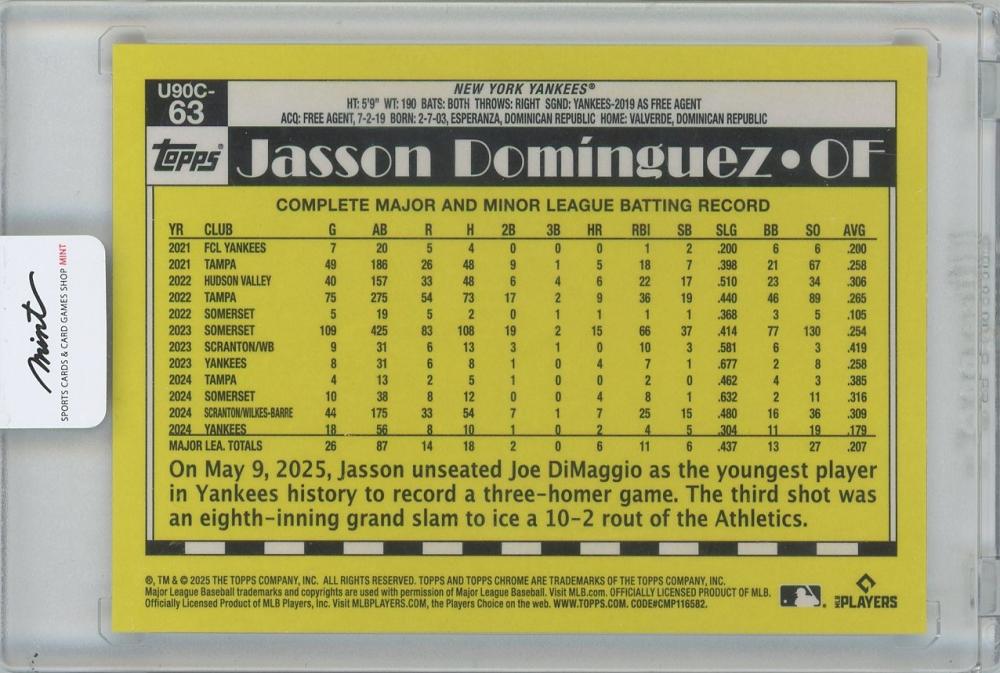 U90C-
63
NEW YORK YANKEES®
HT: 5'9" WT: 190 BATS: BOTH THROWS: RIGHT SGND: YANKEES-2019 AS FREE AGENT
ACQ: FREE AGENT, 7-2-19 BORN: 2-7-03, ESPERANZA, DOMINICAN REPUBLIC HOME: VALVERDE, DOMINICAN REPUBLIC
Topps® Jasson Domínguez • OF
COMPLETE MAJOR AND MINOR LEAGUE BATTING RECORD
YR CLUB G AB R H 2B 3B HR RBI SB SLG BB SO AVG
2021 FCL YANKEES 7 20 5 4 0 0 0 1 2 .200 6 6 .200
2021 TAMPA 49 186 26 48 9 1 5 18 7 .398 21 67 .258
2022 HUDSON VALLEY 40 157 33 48 6 4 6 22 17 .510 23 34 .306
2022 TAMPA 75 275 54 73 17 2 9 36 19 .440 46 89 .265
2022 SOMERSET 5 19 5 2 0 1 1 1 1 .368 3 5 .105
2023 SOMERSET 109 425 83 108 19 2 15 66 37 .414 77 130 .254
2023 SCRANTON/WB 9 31 6 13 3 1 0 10 3 .581 6 3 .419
2023 YANKEES 8 31 6 8 1 0 4 7 1 .677 2 8 .258
2024 TAMPA 4 13 2 5 1 0 0 2 0 .462 4 3 .385
2024 SOMERSET 10 38 8 12 0 0 4 8 1 .632 2 11 .316
2024 SCRANTON/WILKES-BARRE 44 175 33 54 7 1 7 25 15 .480 16 36 .309
2024 YANKEES 18 56 8 10 1 0 2 4 5 .304 11 19 .179
MAJOR LEA. TOTALS 26 87 14 18 2 0 6 11 6 .437 13 27 .207
On May 9, 2025, Jasson unseated Joe DiMaggio as the youngest player
in Yankees history to record a three-homer game. The third shot was
an eighth-inning grand slam to ice a 10-2 rout of the Athletics.
®, TM & © 2025 THE TOPPS COMPANY, INC. ALL RIGHTS RESERVED. TOPPS AND TOPPS CHROME ARE TRADEMARKS OF THE TOPPS COMPANY, INC.
Major League Baseball trademarks and copyrights are used with permission of Major League Baseball. Visit MLB.com. OFFICIALLY LICENSED PRODUCT OF MLB.
Officially Licensed Product of MLB Players, Inc. Visit MLBPLAYERS.COM, the Players Choice on the web. WWW.TOPPS.COM. CODE#CMP116582.
MLB PLAYERS
mint
SPORTS CARDS & CARD GAMES SHOP MINT